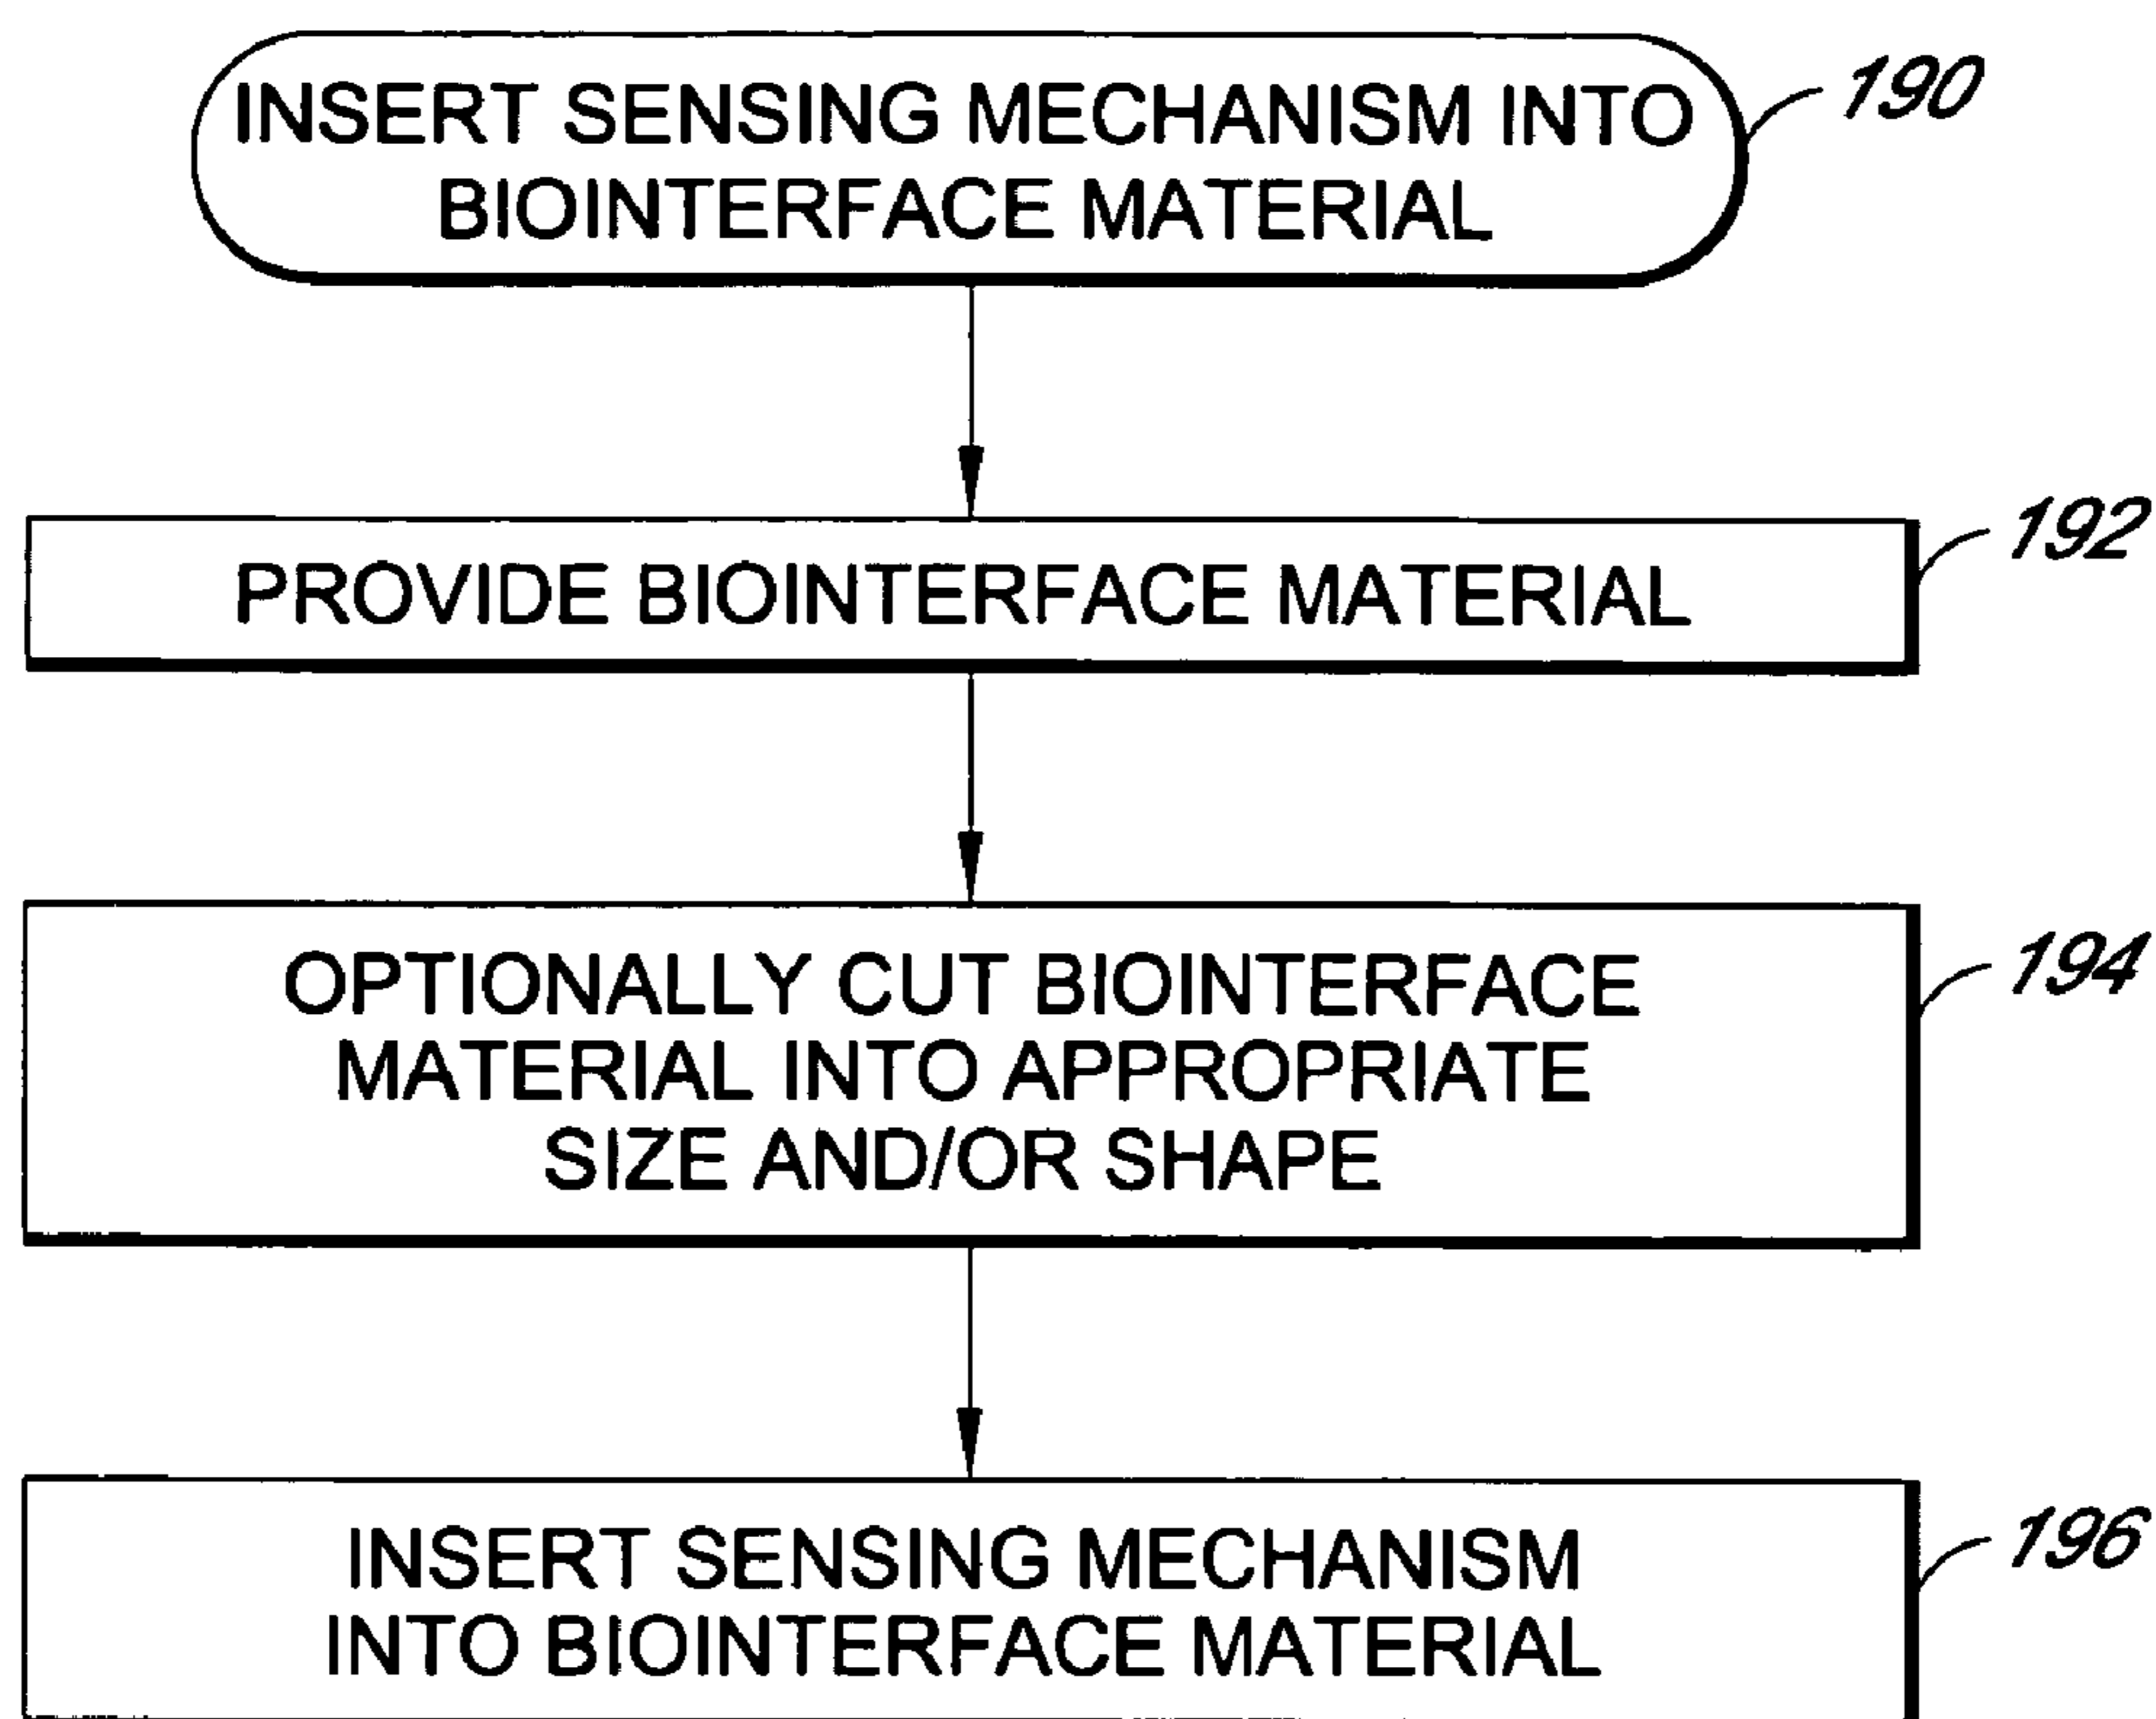 INSERT SENSING MECHANISM INTO
BIOINTERFACE MATERIAL
190
PROVIDE BIOINTERFACE MATERIAL
192
OPTIONALLY CUT BIOINTERFACE
MATERIAL INTO APPROPRIATE
SIZE AND/OR SHAPE
194
INSERT SENSING MECHANISM
INTO BIOINTERFACE MATERIAL
196